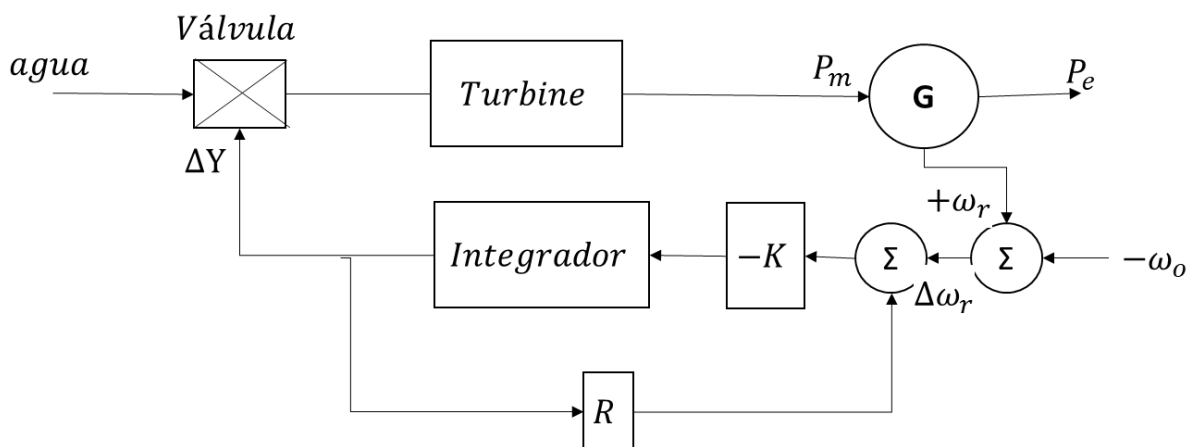 Válvula
agua
Turbine
P_m
G
P_e
ΔY
+ω_r
Integrador
−K
Σ
Σ
−ω_o
Δω_r
R